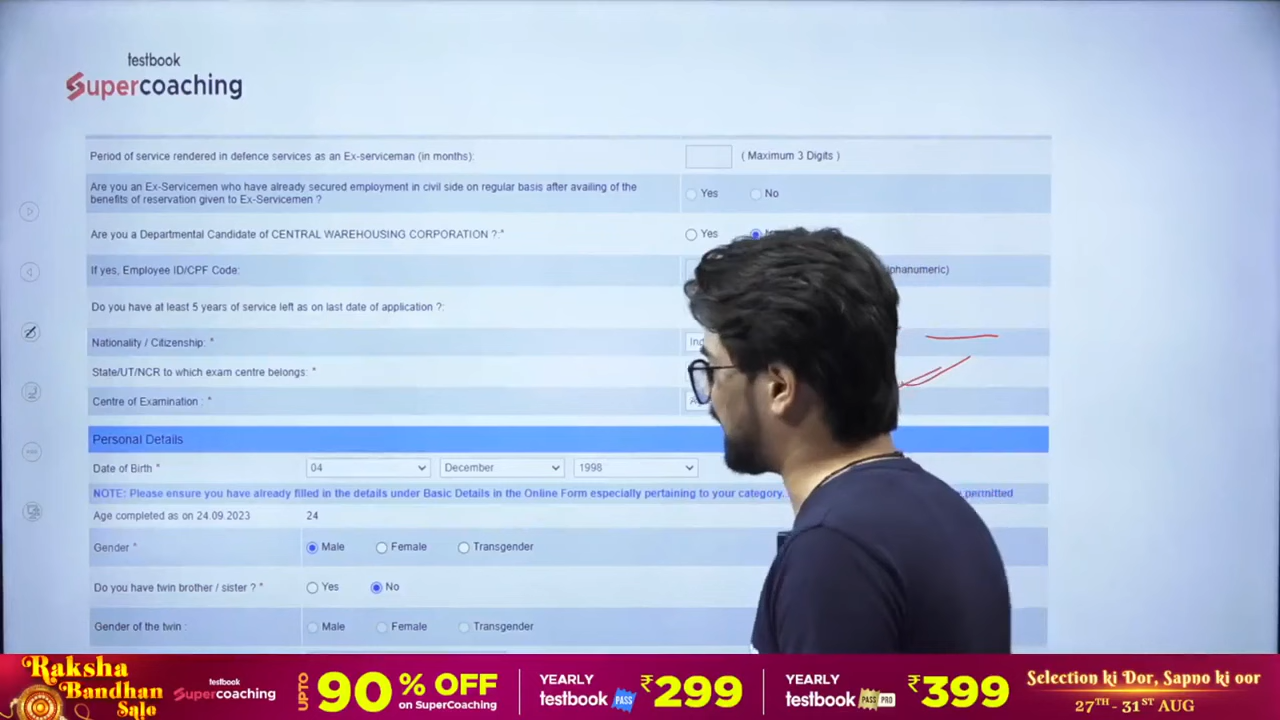 testbook
Supercoaching
Period of service rendered in defence services as an Ex-serviceman (in months):
( Maximum 3 Digits )
Are you an Ex-Servicemen who have already secured employment in civil side on regular basis after availing of the
benefits of reservation given to Ex-Servicemen ?
Yes No
Are you a Departmental Candidate of CENTRAL WAREHOUSING CORPORATION ?:*
Yes
If yes, Employee ID/CPF Code:
Do you have at least 5 years of service left as on last date of application ?:
Nationality / Citizenship: *
State/UT/NCR to which exam centre belongs: *
Centre of Examination : *
Personal Details
Date of Birth * 04 December 1998
NOTE: Please ensure you have already filled in the details under Basic Details in the Online Form especially pertaining to your category. permitted
Age completed as on 24.09.2023 24
Gender * Male Female Transgender
Do you have twin brother / sister ? * Yes No
Gender of the twin : Male Female Transgender
Raksha
Bandhan
Sale
testbook
Supercoaching
UPTO 90% OFF
on SuperCoaching
YEARLY
testbook PASS
₹299
YEARLY
testbook PASS PRO
₹399
Selection ki Dor, Sapno ki oor
27TH - 31ST AUG